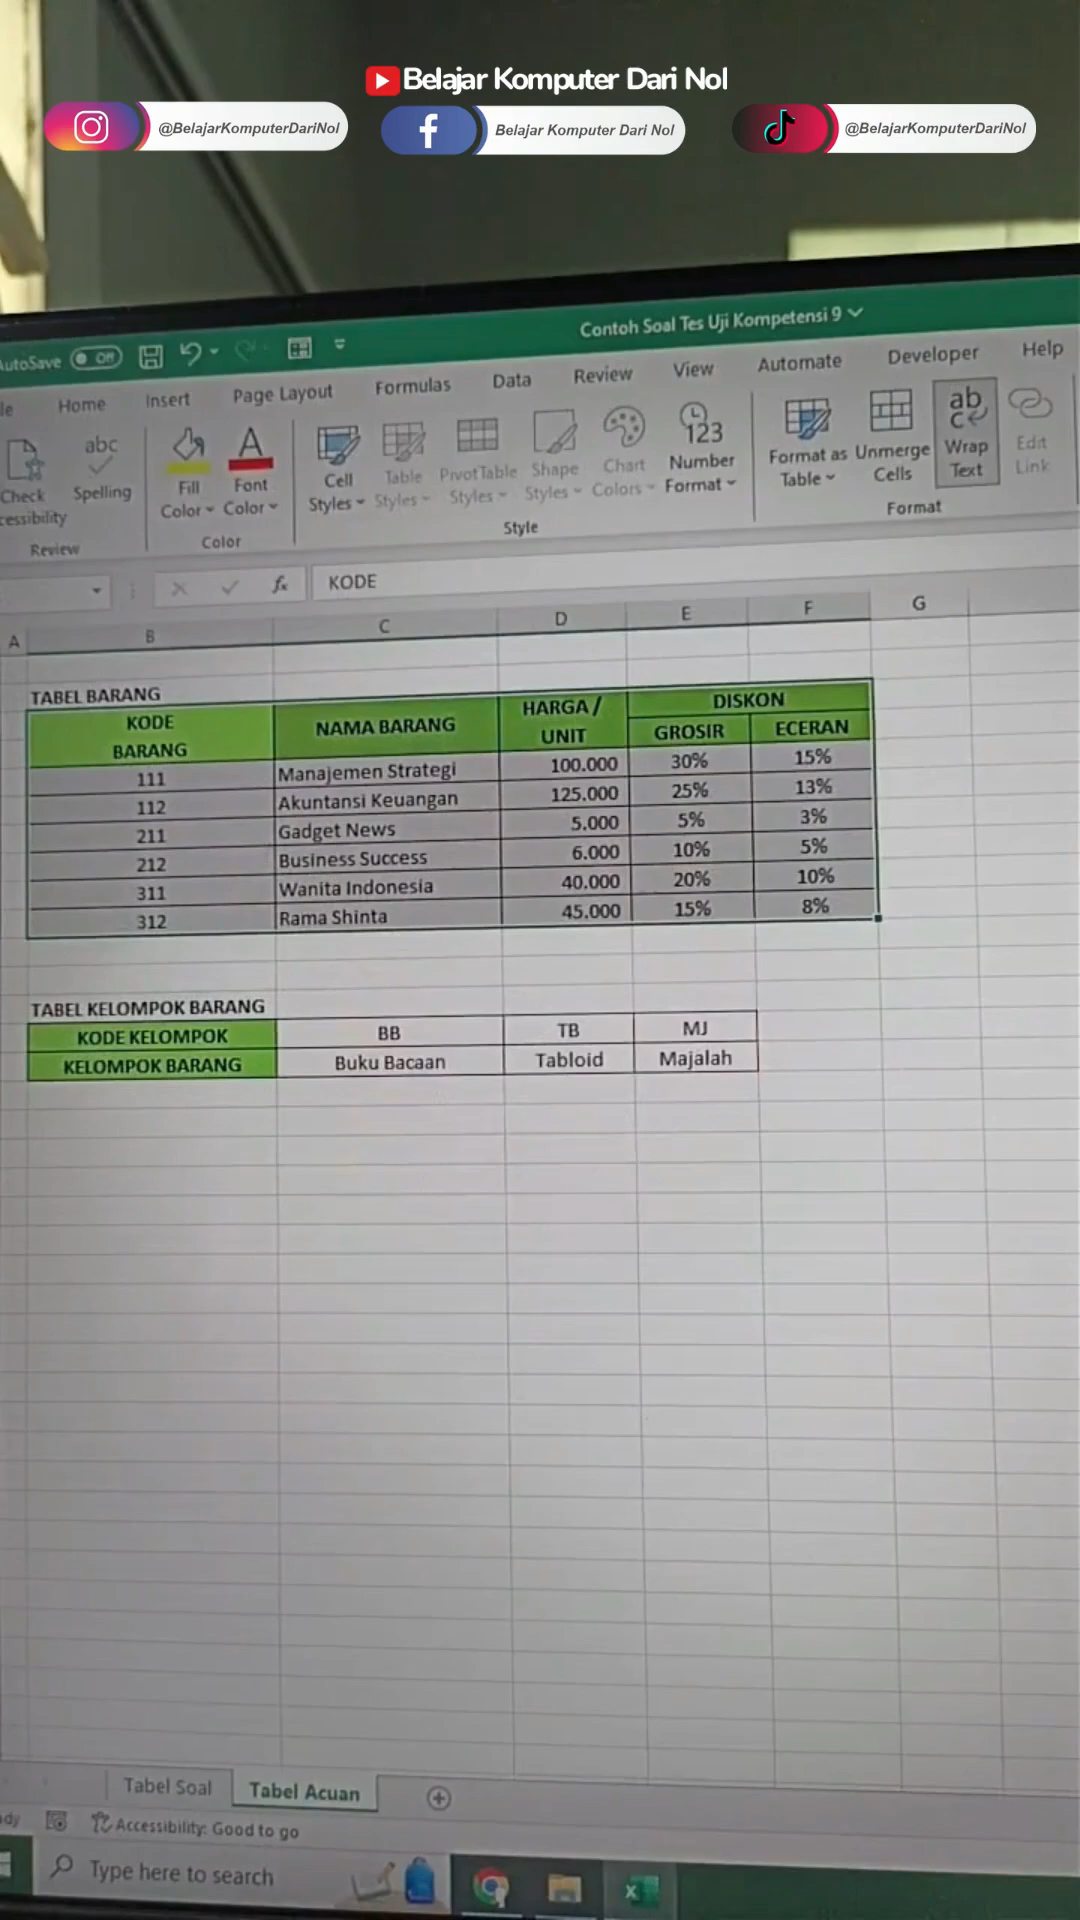 Belajar Komputer Dari Nol
@BelajarKomputerDariNol
Belajar Komputer Dari Nol
@BelajarKomputerDariNol
Contoh Soal Tes Uji Kompetensi 9
AutoSave Off
Home Insert Page Layout Formulas Data Review View Automate Developer Help
Check
Spelling
Fill
Color
Font
Color
Cell
Styles
Table
Styles
PivotTable
Styles
Shape
Styles
Chart
Colors
123
Number
Format
Format as
Table
Unmerge
Cells
ab
c
Wrap
Text
Edit
Link
abc
Review Color Style Format
fx KODE
A B C D E F G
TABEL BARANG
KODE BARANG NAMA BARANG HARGA / UNIT DISKON
GROSIR ECERAN
111 Manajemen Strategi 100.000 30% 15%
112 Akuntansi Keuangan 125.000 25% 13%
211 Gadget News 5.000 5% 3%
212 Business Success 6.000 10% 5%
311 Wanita Indonesia 40.000 20% 10%
312 Rama Shinta 45.000 15% 8%
TABEL KELOMPOK BARANG
KODE KELOMPOK BB TB MJ
KELOMPOK BARANG Buku Bacaan Tabloid Majalah
Tabel Soal Tabel Acuan
Accessibility: Good to go
Type here to search